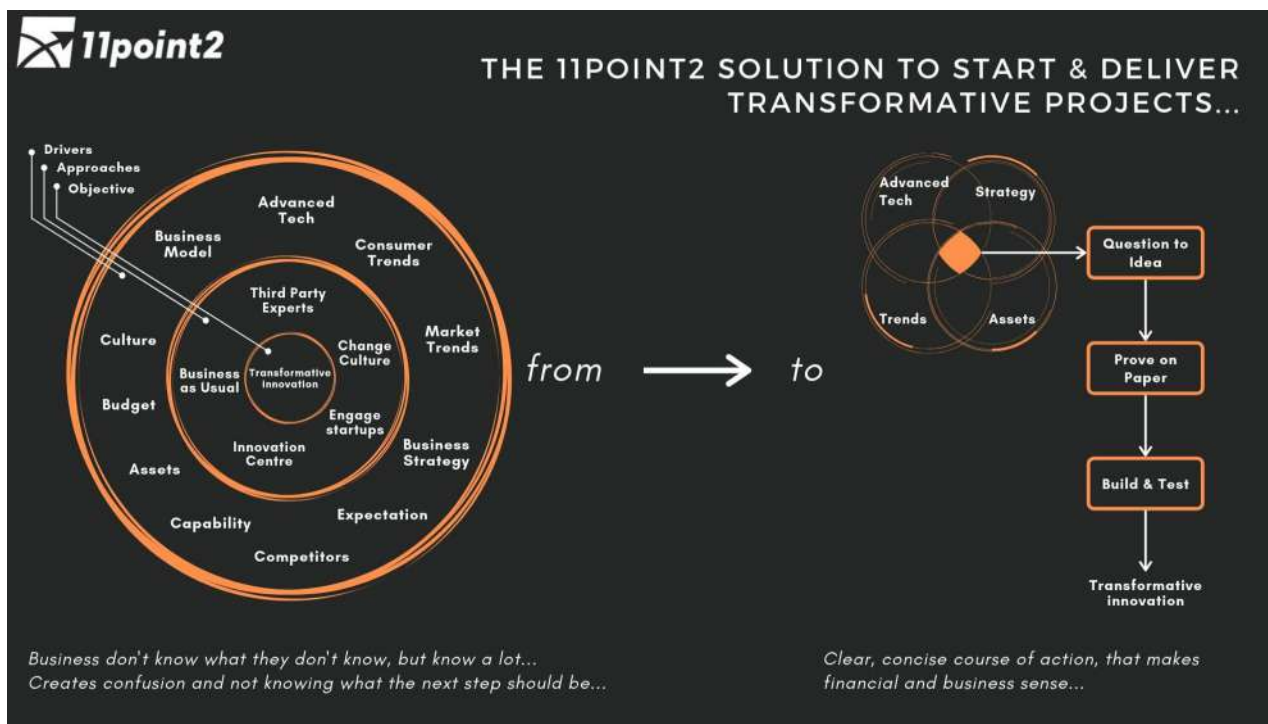 11point2
THE 11POINT2 SOLUTION TO START & DELIVER
TRANSFORMATIVE PROJECTS...
Drivers
Approaches
Objective
Advanced
Tech
Business
Model
Consumer
Trends
Culture
Market
Trends
Budget
Assets
Business
Strategy
Capability
Expectation
Competitors
Third Party
Experts
Change
Culture
Business
as Usual
Engage
startups
Innovation
Centre
Transformative
Innovation
from
to
Advanced
Tech
Strategy
Trends
Assets
Question to
Idea
Prove on
Paper
Build & Test
Transformative
innovation
Business don't know what they don't know, but know a lot...
Creates confusion and not knowing what the next step should be...
Clear, concise course of action, that makes
financial and business sense...